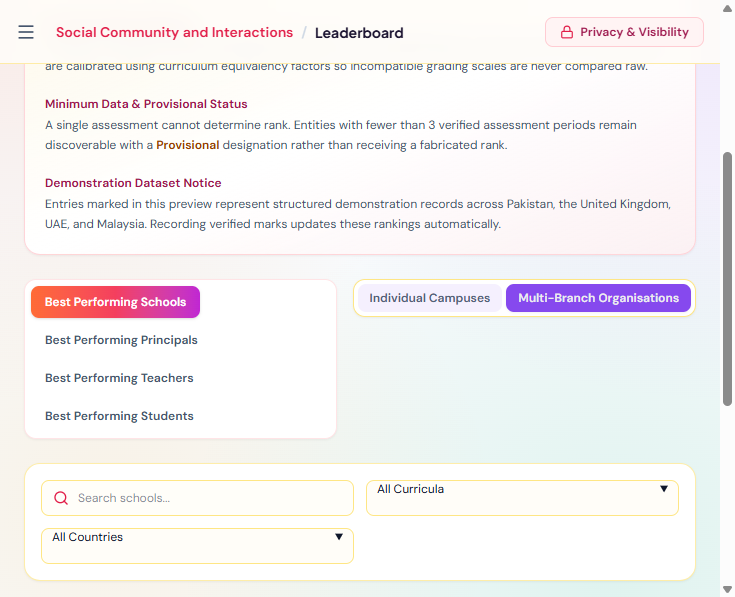 Social Community and Interactions / Leaderboard
Privacy & Visibility
are calibrated using curriculum equivalency factors so incompatible grading scales are never compared raw.
Minimum Data & Provisional Status
A single assessment cannot determine rank. Entities with fewer than 3 verified assessment periods remain
discoverable with a Provisional designation rather than receiving a fabricated rank.
Demonstration Dataset Notice
Entries marked in this preview represent structured demonstration records across Pakistan, the United Kingdom,
UAE, and Malaysia. Recording verified marks updates these rankings automatically.
Best Performing Schools
Best Performing Principals
Best Performing Teachers
Best Performing Students
Individual Campuses
Multi-Branch Organisations
Search schools...
All Curricula
All Countries